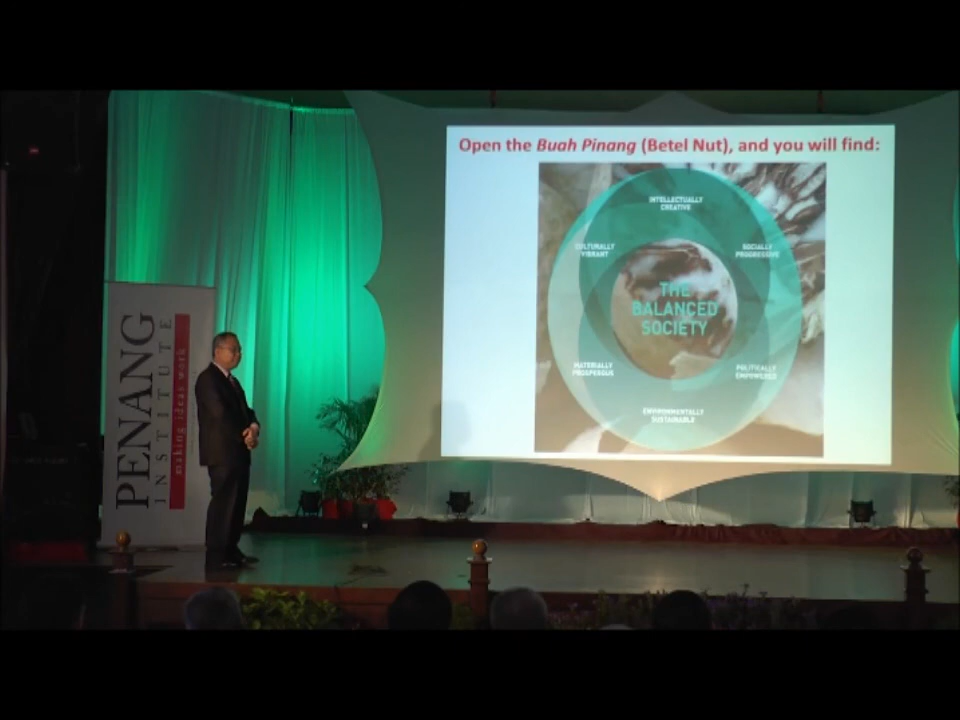 Open the Buah Pinang (Betel Nut), and you will find:
INTELLECTUALLY
CREATIVE
CULTURALLY
VIBRANT
SOCIALLY
PROGRESSIVE
THE
BALANCED
SOCIETY
MATERIALLY
PROSPEROUS
POLITICALLY
EMPOWERED
ENVIRONMENTALLY
SUSTAINABLE
PENANG
INSTITUTE
making ideas work